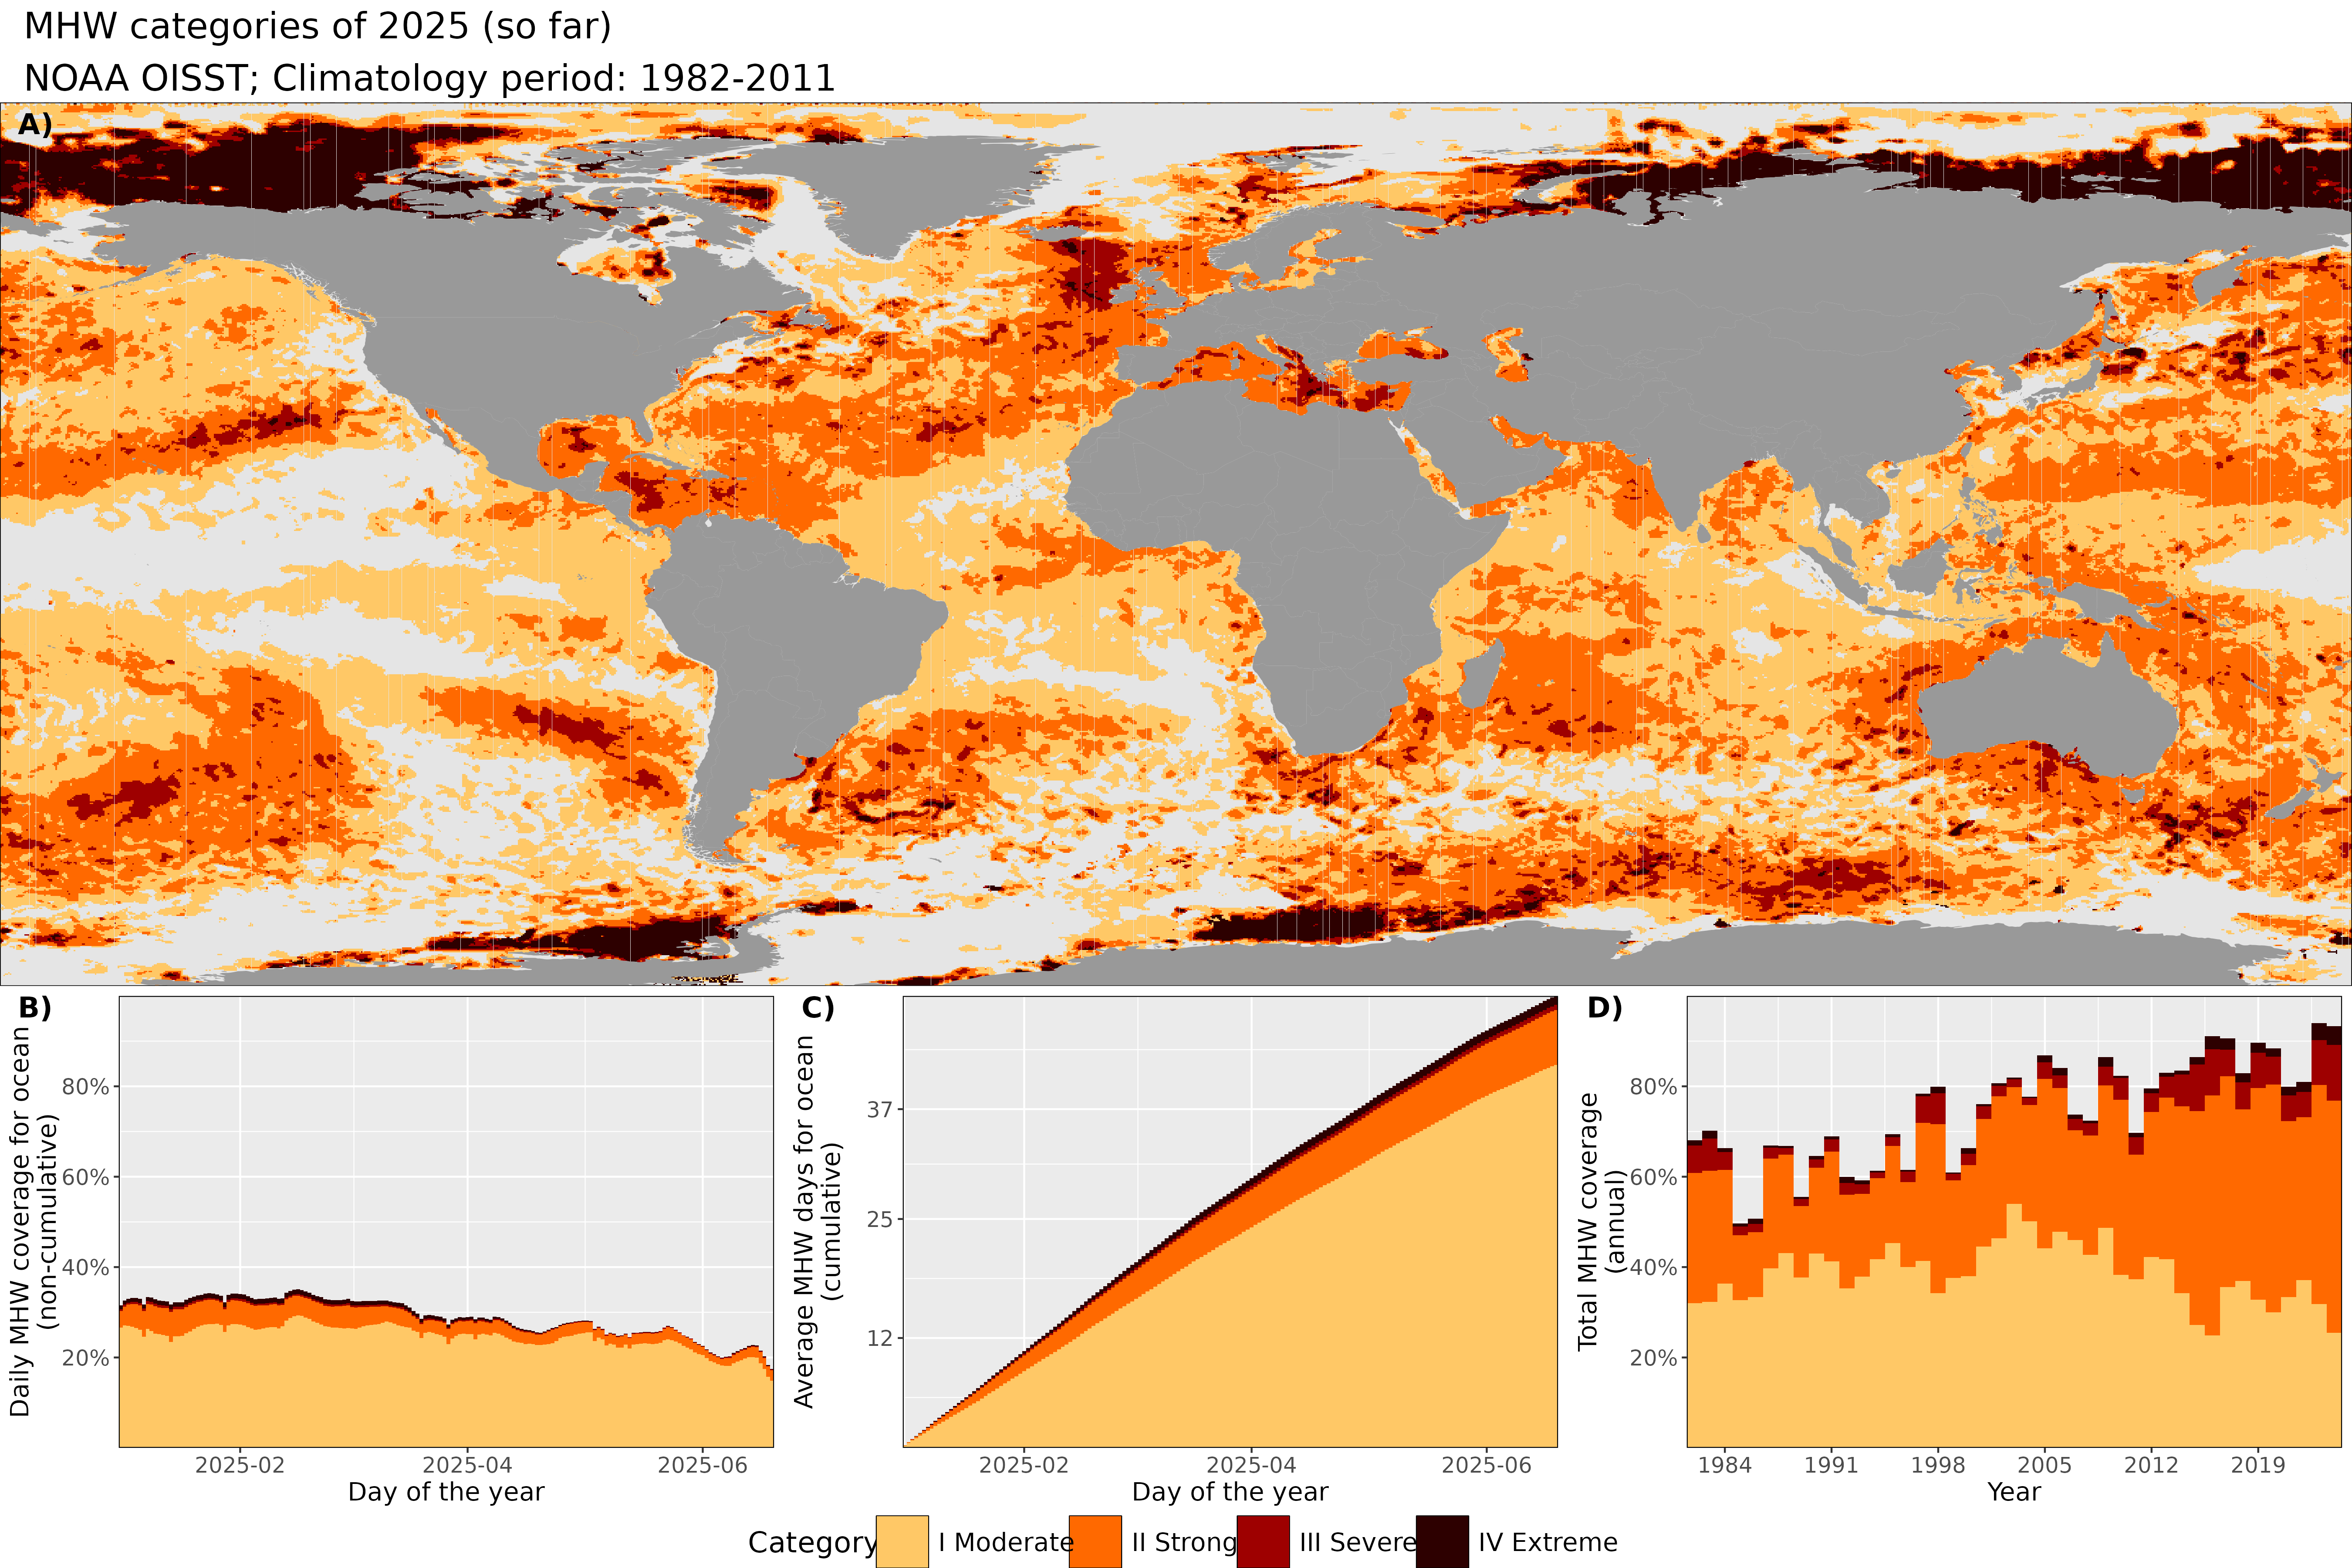 MHW categories of 2025 (so far)
NOAA OISST; Climatology period: 1982-2011
A)
B)
Daily MHW coverage for ocean
(non-cumulative)
80%
60%
40%
20%
2025-02 2025-04 2025-06
Day of the year
C)
Average MHW days for ocean
(cumulative)
37
25
12
2025-02 2025-04 2025-06
Day of the year
D)
Total MHW coverage
(annual)
80%
60%
40%
20%
1984 1991 1998 2005 2012 2019
Year
Category I Moderate II Strong III Severe IV Extreme